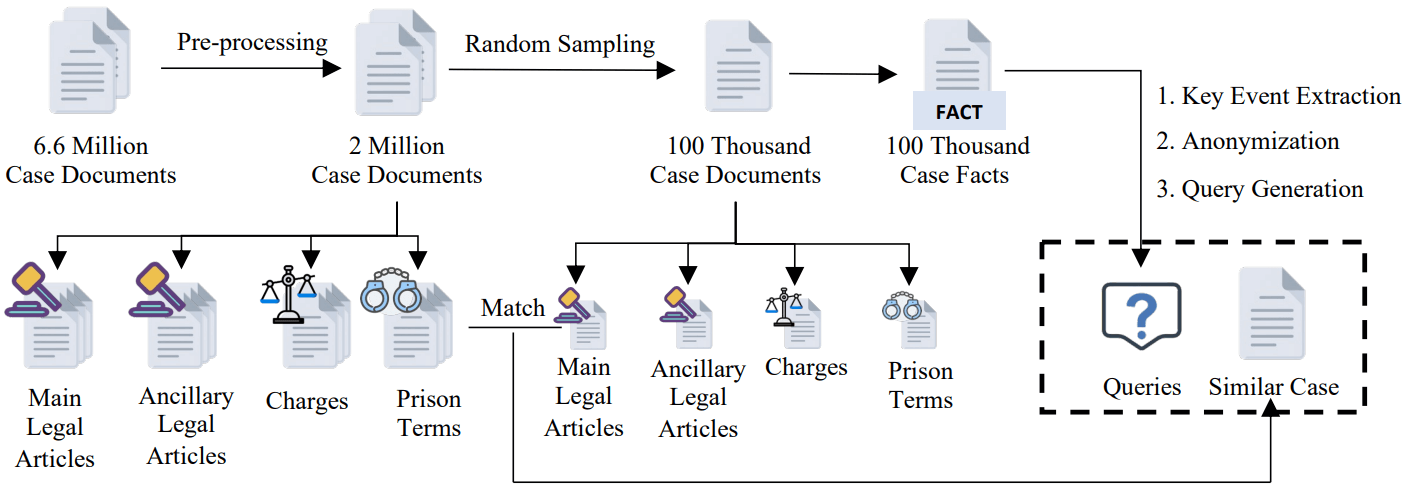 Pre-processing
Random Sampling
FACT
6.6 Million
Case Documents
2 Million
Case Documents
100 Thousand
Case Documents
100 Thousand
Case Facts
1. Key Event Extraction
2. Anonymization
3. Query Generation
Main
Legal
Articles
Ancillary
Legal
Articles
Charges
Prison
Terms
Match
Main
Legal
Articles
Ancillary
Legal
Articles
Charges
Prison
Terms
?
Queries
Similar Case